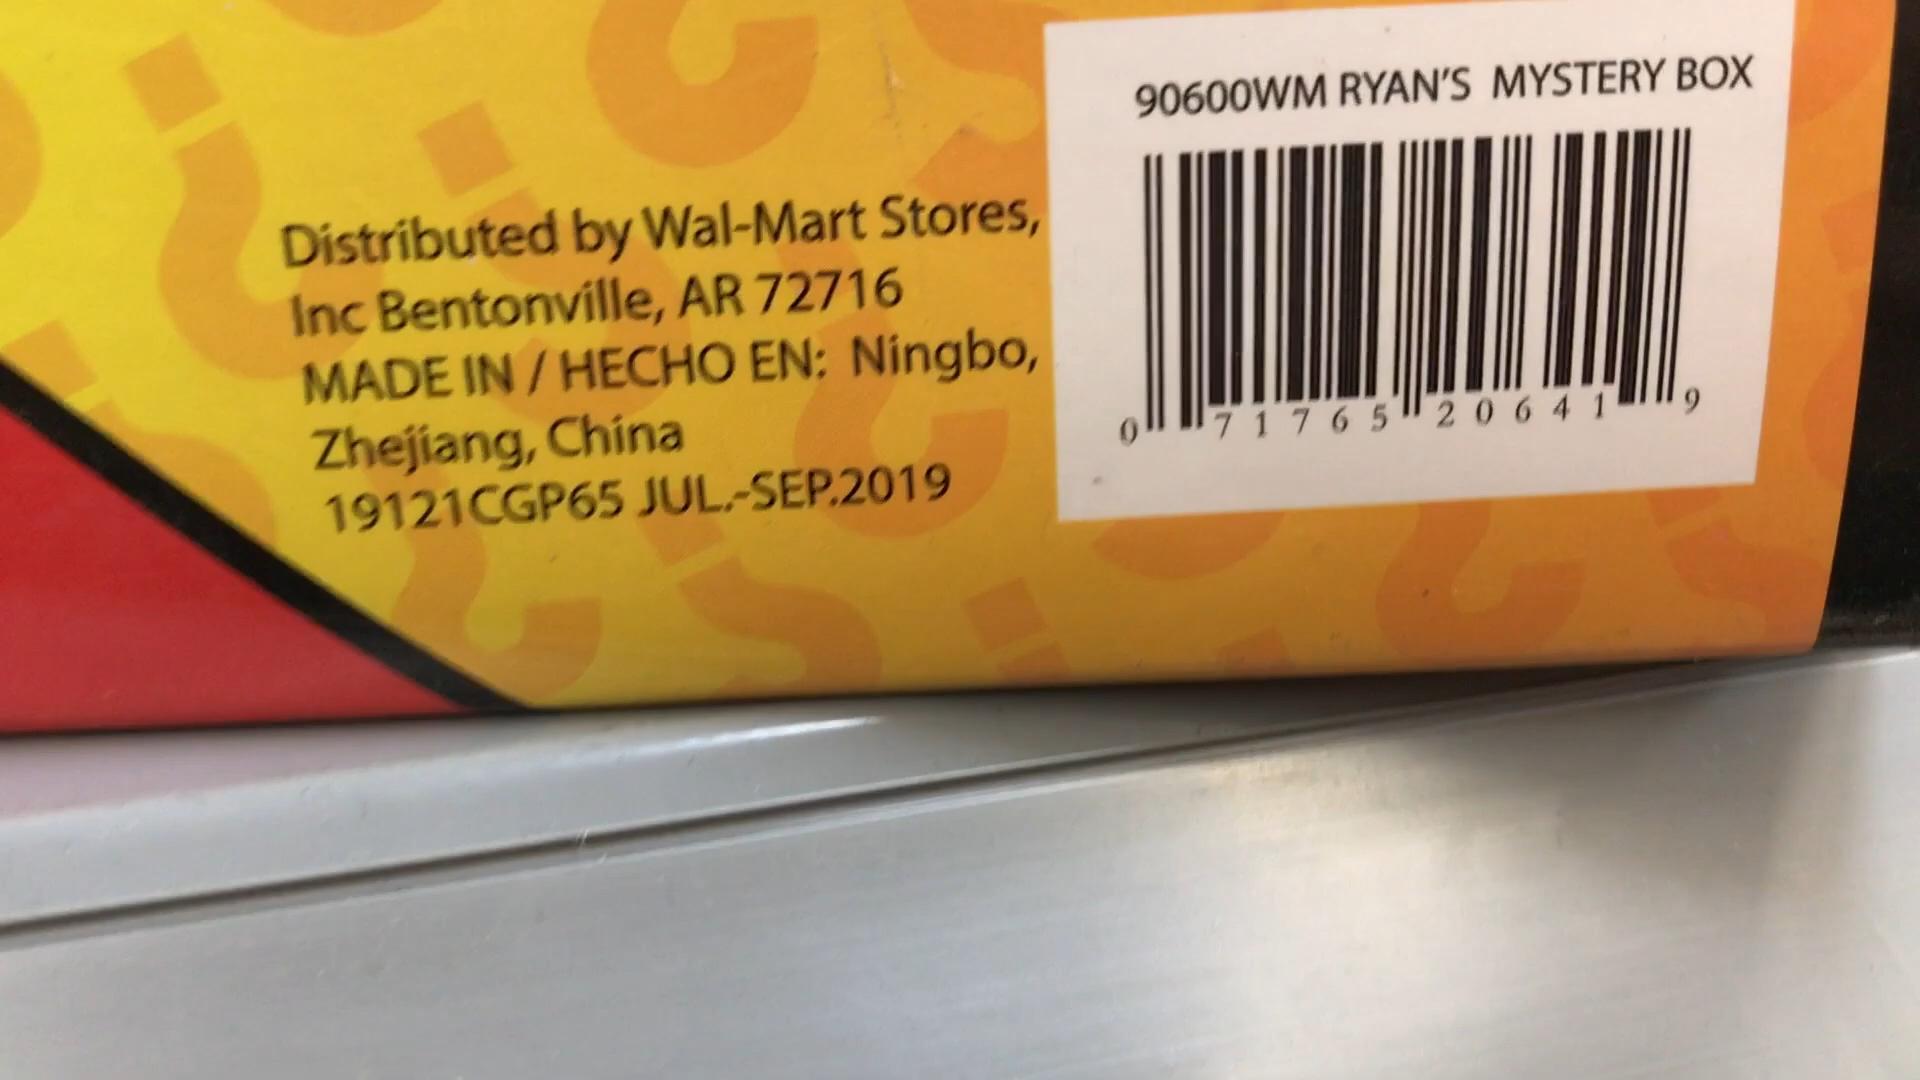 Distributed by Wal-Mart Stores,
Inc Bentonville, AR 72716
MADE IN / HECHO EN: Ningbo,
Zhejiang, China
19121CGP65 JUL.-SEP.2019
90600WM RYAN'S MYSTERY BOX
0 71765 20641 9